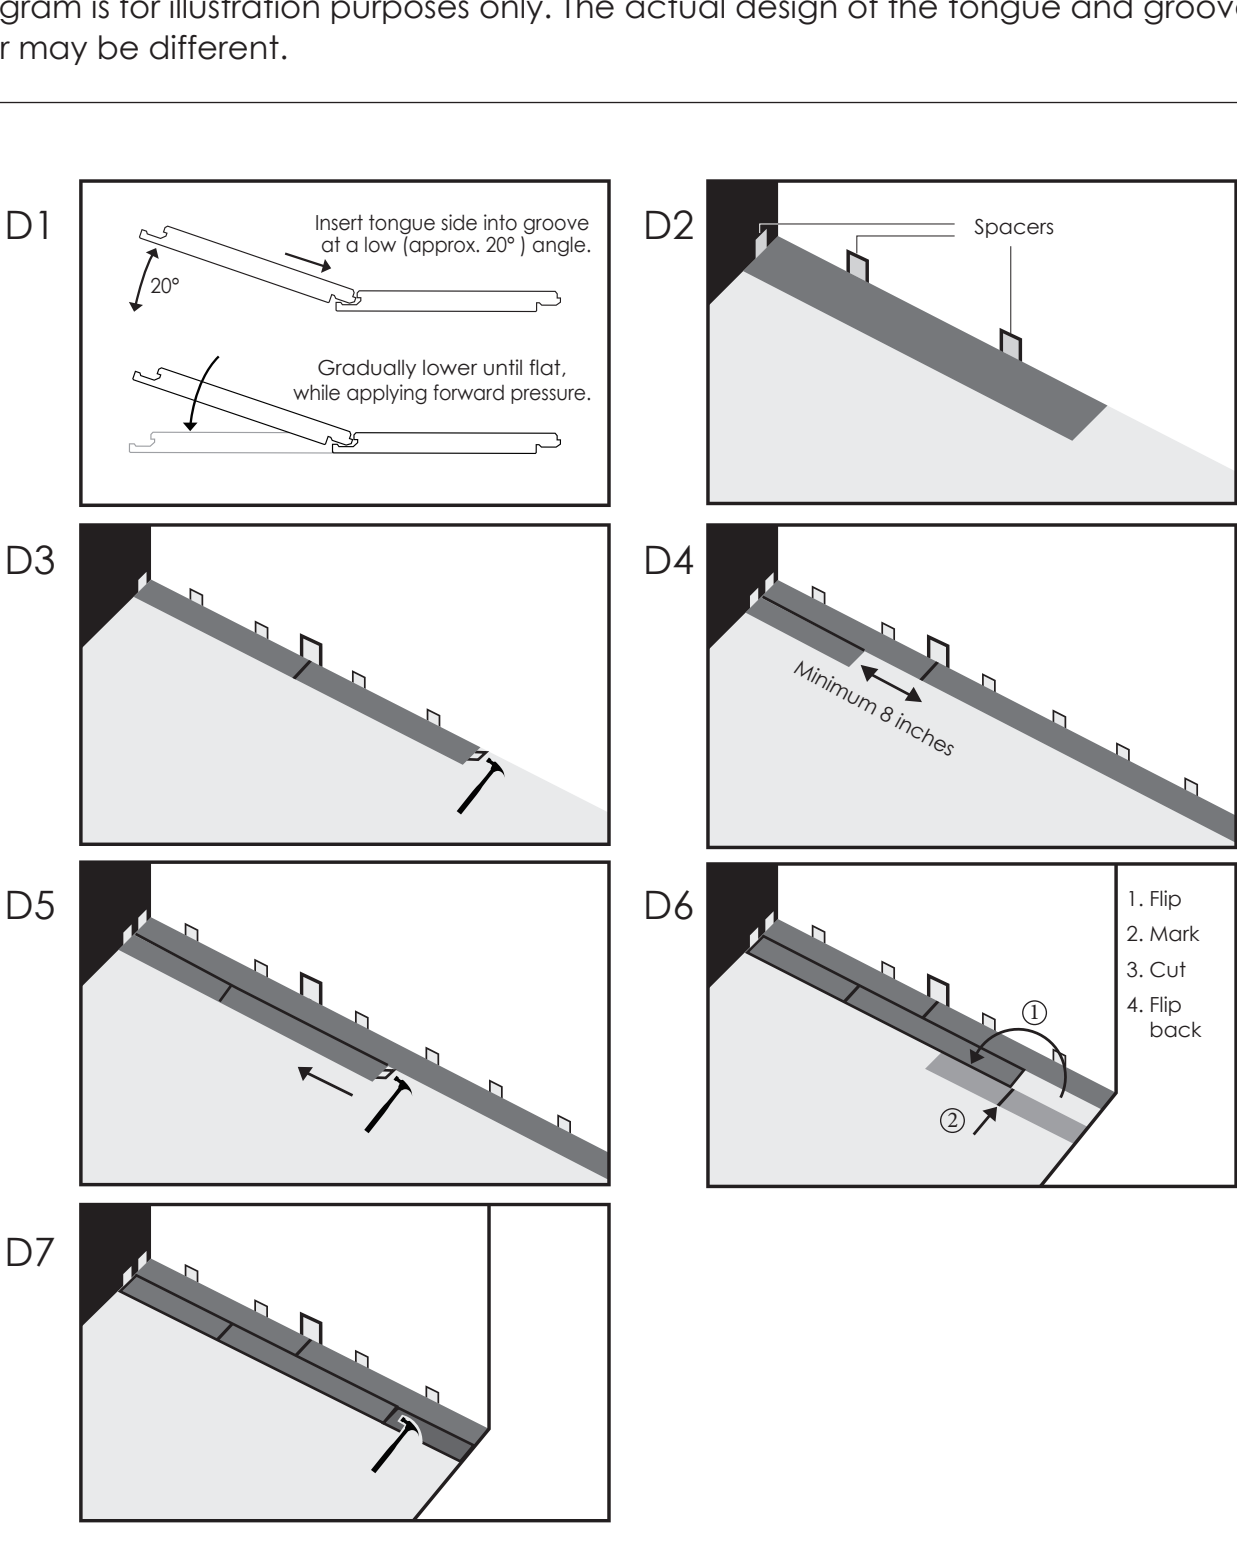 gram is for illustration purposes only. The actual design of the tongue and groove
r may be different.
D1
Insert tongue side into groove
at a low (approx. 20° ) angle.
20°
Gradually lower until flat,
while applying forward pressure.
D2
Spacers
D3
D4
Minimum 8 inches
D5
D6
1. Flip
2. Mark
3. Cut
4. Flip
back
1
2
D7